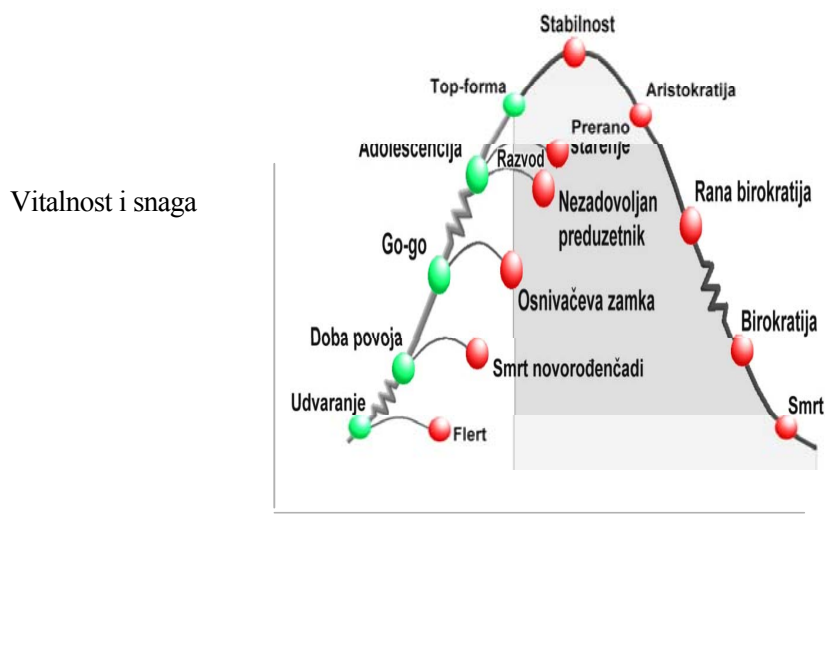 Stabilnost
Top-forma
Aristokratija
Prerano
starenje
Adolescencija
Razvod
Vitalnost i snaga
Nezadovoljan
preduzetnik
Rana birokratija
Go-go
Osnivačeva zamka
Birokratija
Doba povoja
Smrt novorođenčadi
Udvaranje
Smrt
Flert